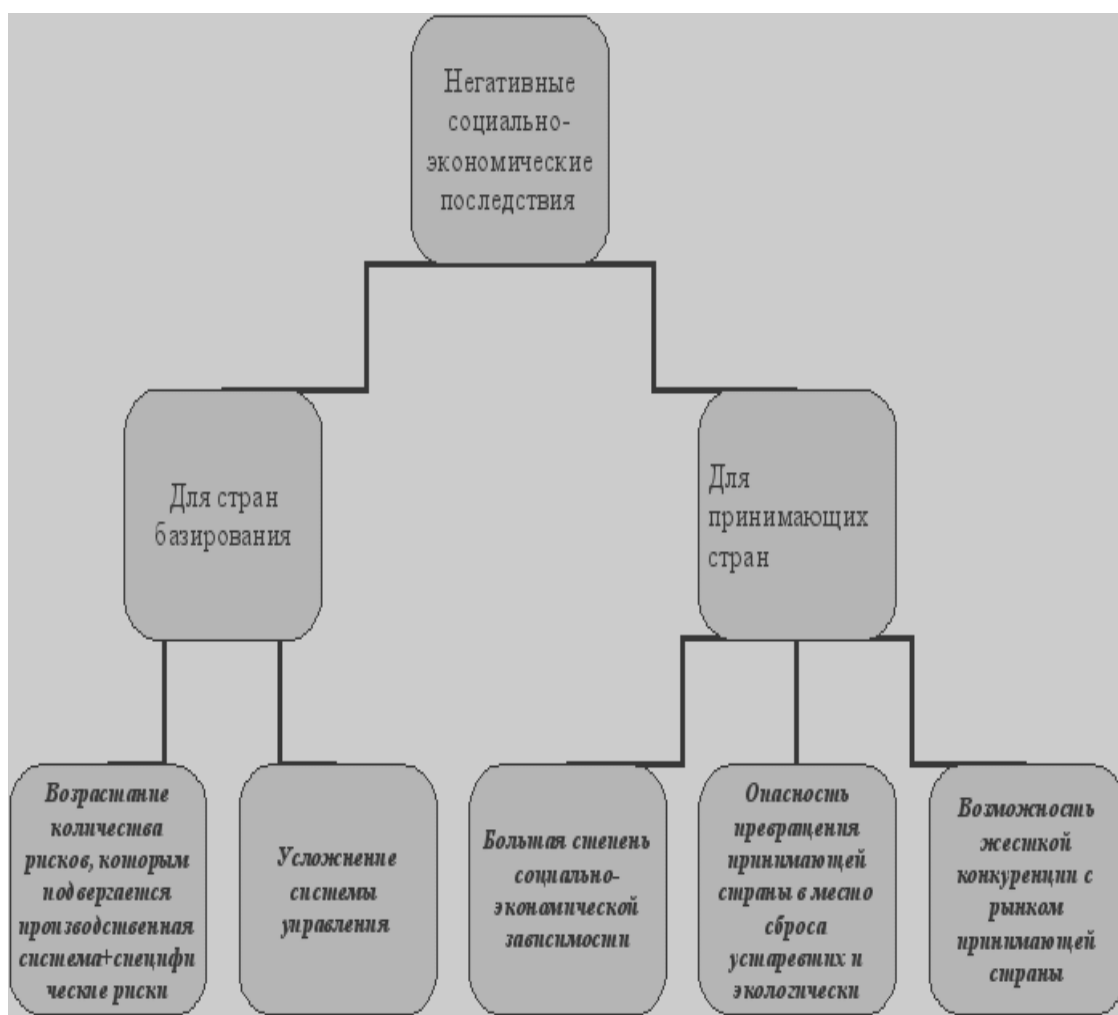 Негативные
социально-
экономические
последствия
Для стран
базирования
Для
принимающих
стран
Возрастание
количества
рисков, которым
подвергается
производственная
система+специфи
ческие риски
Усложнение
системы
управления
Большая степень
социально-
экономической
зависимости
Опасность
превращения
принимающей
страны в место
сброса
устаревших и
экологически
Возможность
жесткой
конкуренции с
рынком
принимающей
страны